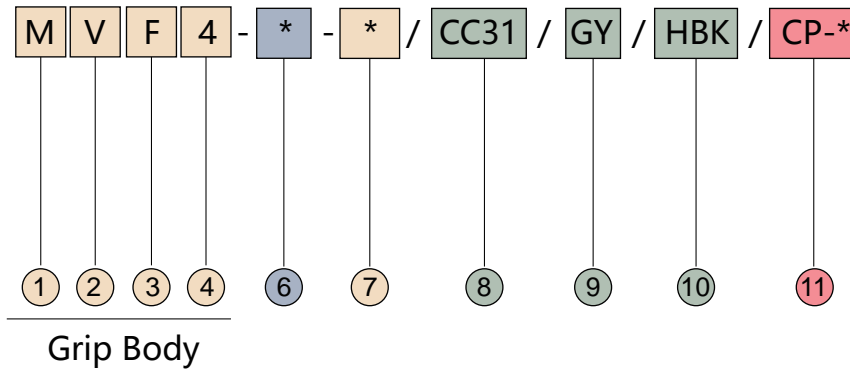 M V F 4 - * - * / CC31 / GY / HBK / CP-*
1 2 3 4 6 7 8 9 10 11
Grip Body